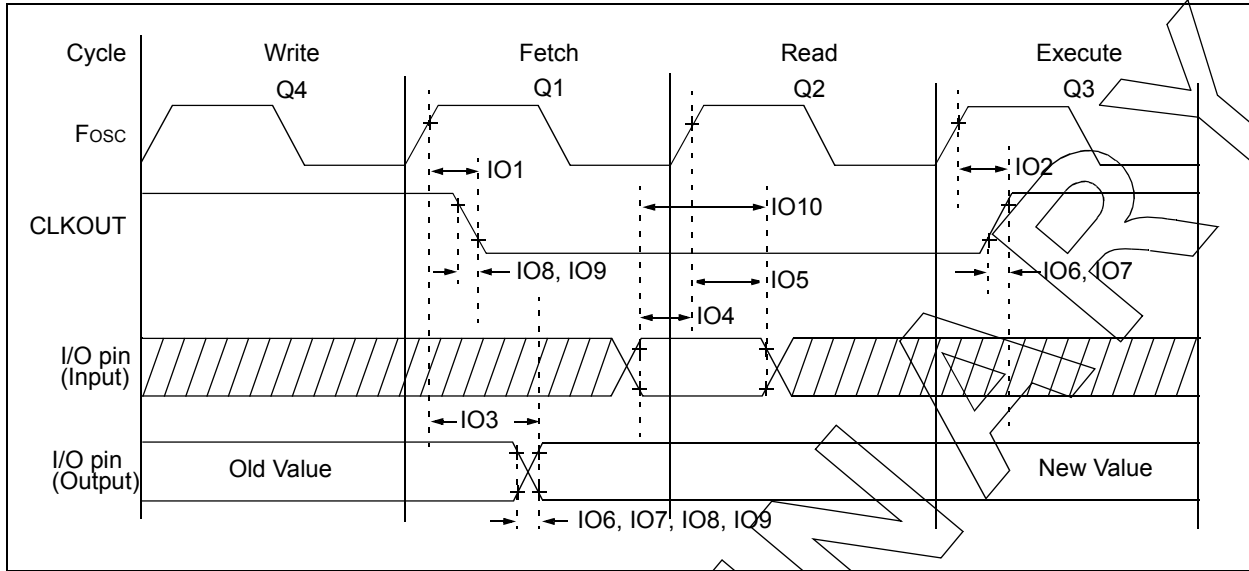 Cycle Write Fetch Read Execute
Q4 Q1 Q2 Q3
Fosc
IO1 IO2
CLKOUT IO10
IO8, IO9 IO6, IO7
IO5
IO4
I/O pin
(Input)
IO3
I/O pin
(Output)
Old Value New Value
IO6, IO7, IO8, IO9